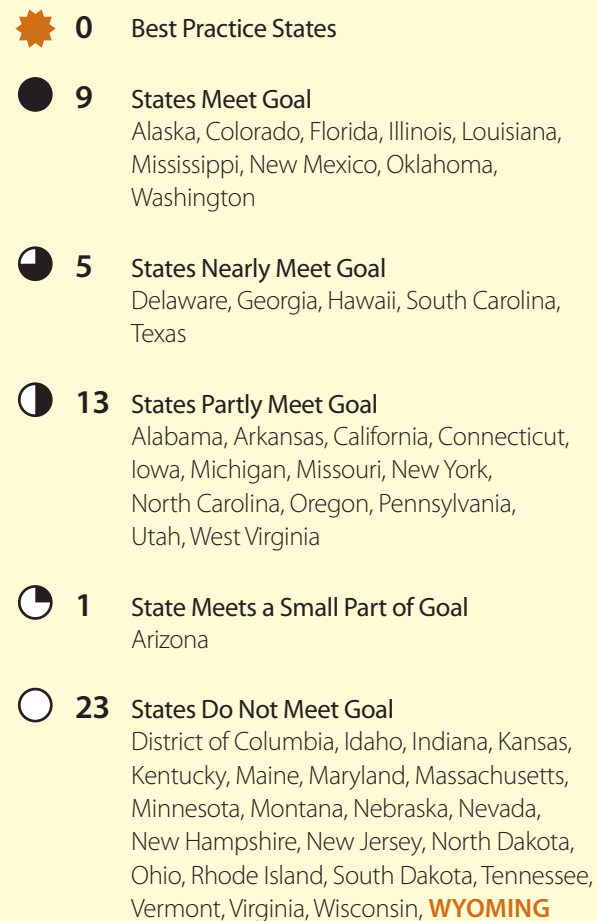 0 Best Practice States
9 States Meet Goal
Alaska, Colorado, Florida, Illinois, Louisiana,
Mississippi, New Mexico, Oklahoma,
Washington
5 States Nearly Meet Goal
Delaware, Georgia, Hawaii, South Carolina,
Texas
13 States Partly Meet Goal
Alabama, Arkansas, California, Connecticut,
Iowa, Michigan, Missouri, New York,
North Carolina, Oregon, Pennsylvania,
Utah, West Virginia
1 State Meets a Small Part of Goal
Arizona
23 States Do Not Meet Goal
District of Columbia, Idaho, Indiana, Kansas,
Kentucky, Maine, Maryland, Massachusetts,
Minnesota, Montana, Nebraska, Nevada,
New Hampshire, New Jersey, North Dakota,
Ohio, Rhode Island, South Dakota, Tennessee,
Vermont, Virginia, Wisconsin, WYOMING